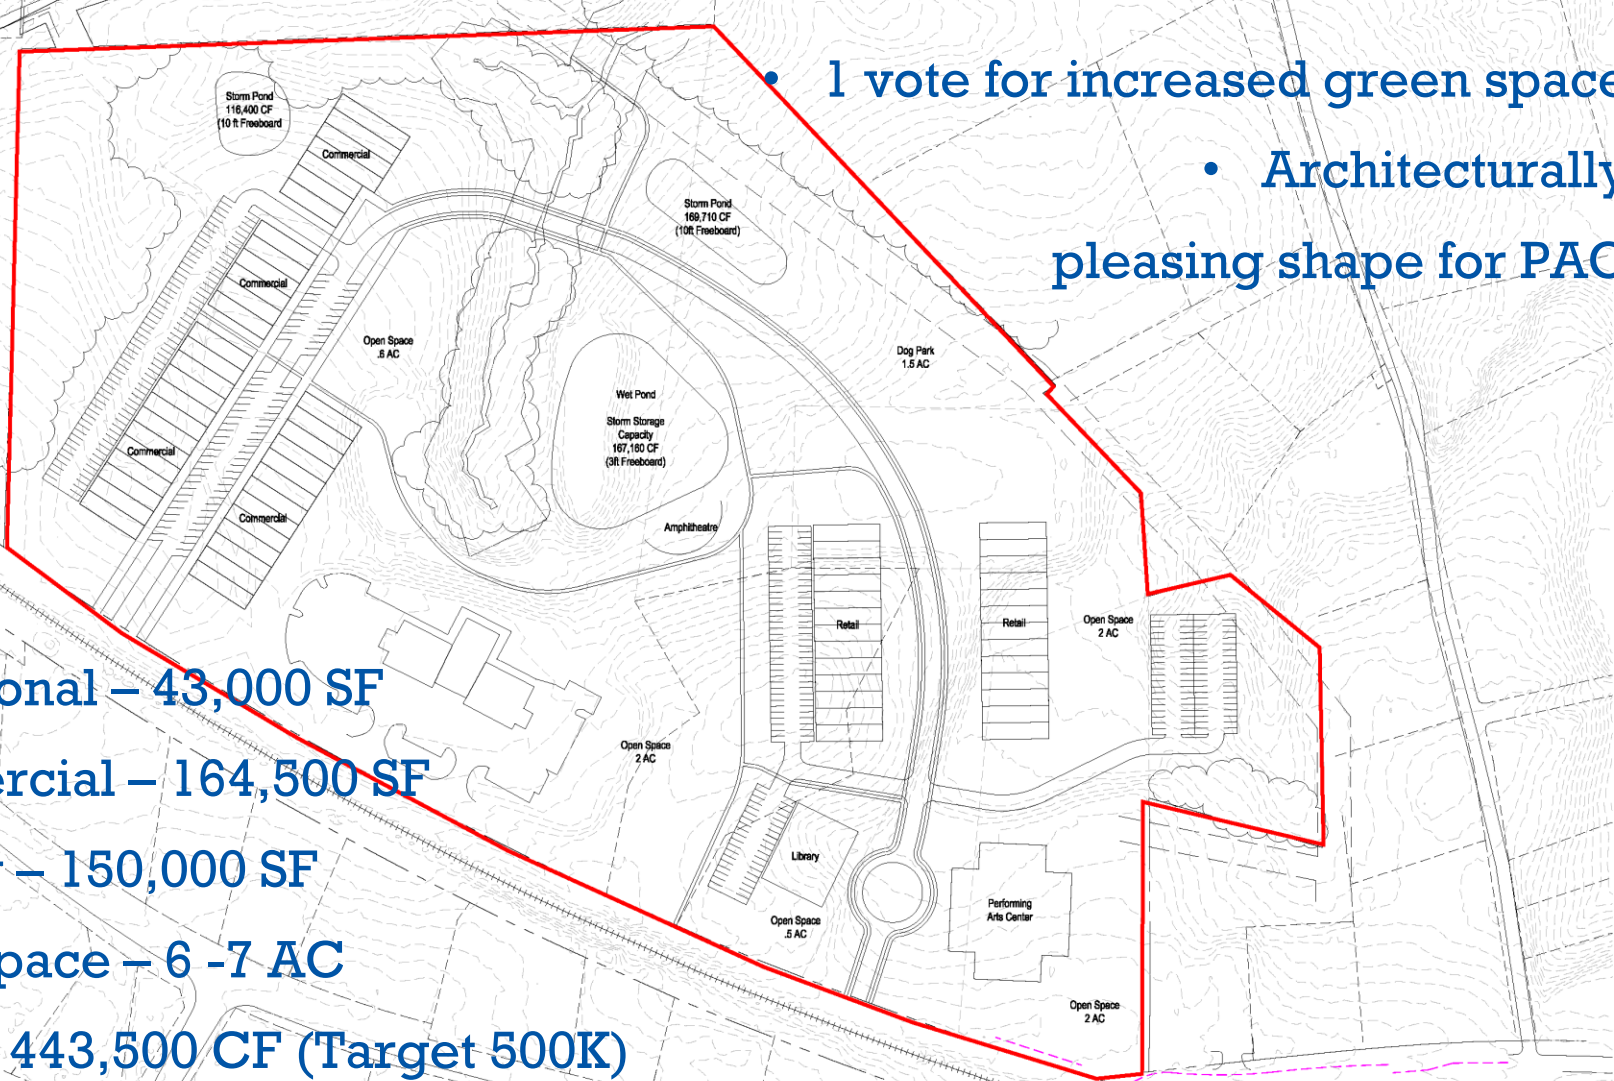 • 1 vote for increased green space
• Architecturally
pleasing shape for PAC
Storm Pond
116,400 CF
(10 ft Freeboard
Commercial
Storm Pond
169,710 CF
(10ft Freeboard)
Commercial
Open Space
.6 AC
Dog Park
1.5 AC
Wet Pond
Storm Storage
Capacity
167,160 CF
(3ft Freeboard)
Commercial
Commercial
Amphitheatre
Retail
Retail
Open Space
2 AC
onal – 43,000 SF
Open Space
2 AC
ercial – 164,500 SF
Library
– 150,000 SF
Performing
Arts Center
Open Space
.5 AC
pace – 6 -7 AC
Open Space
2 AC
443,500 CF (Target 500K)